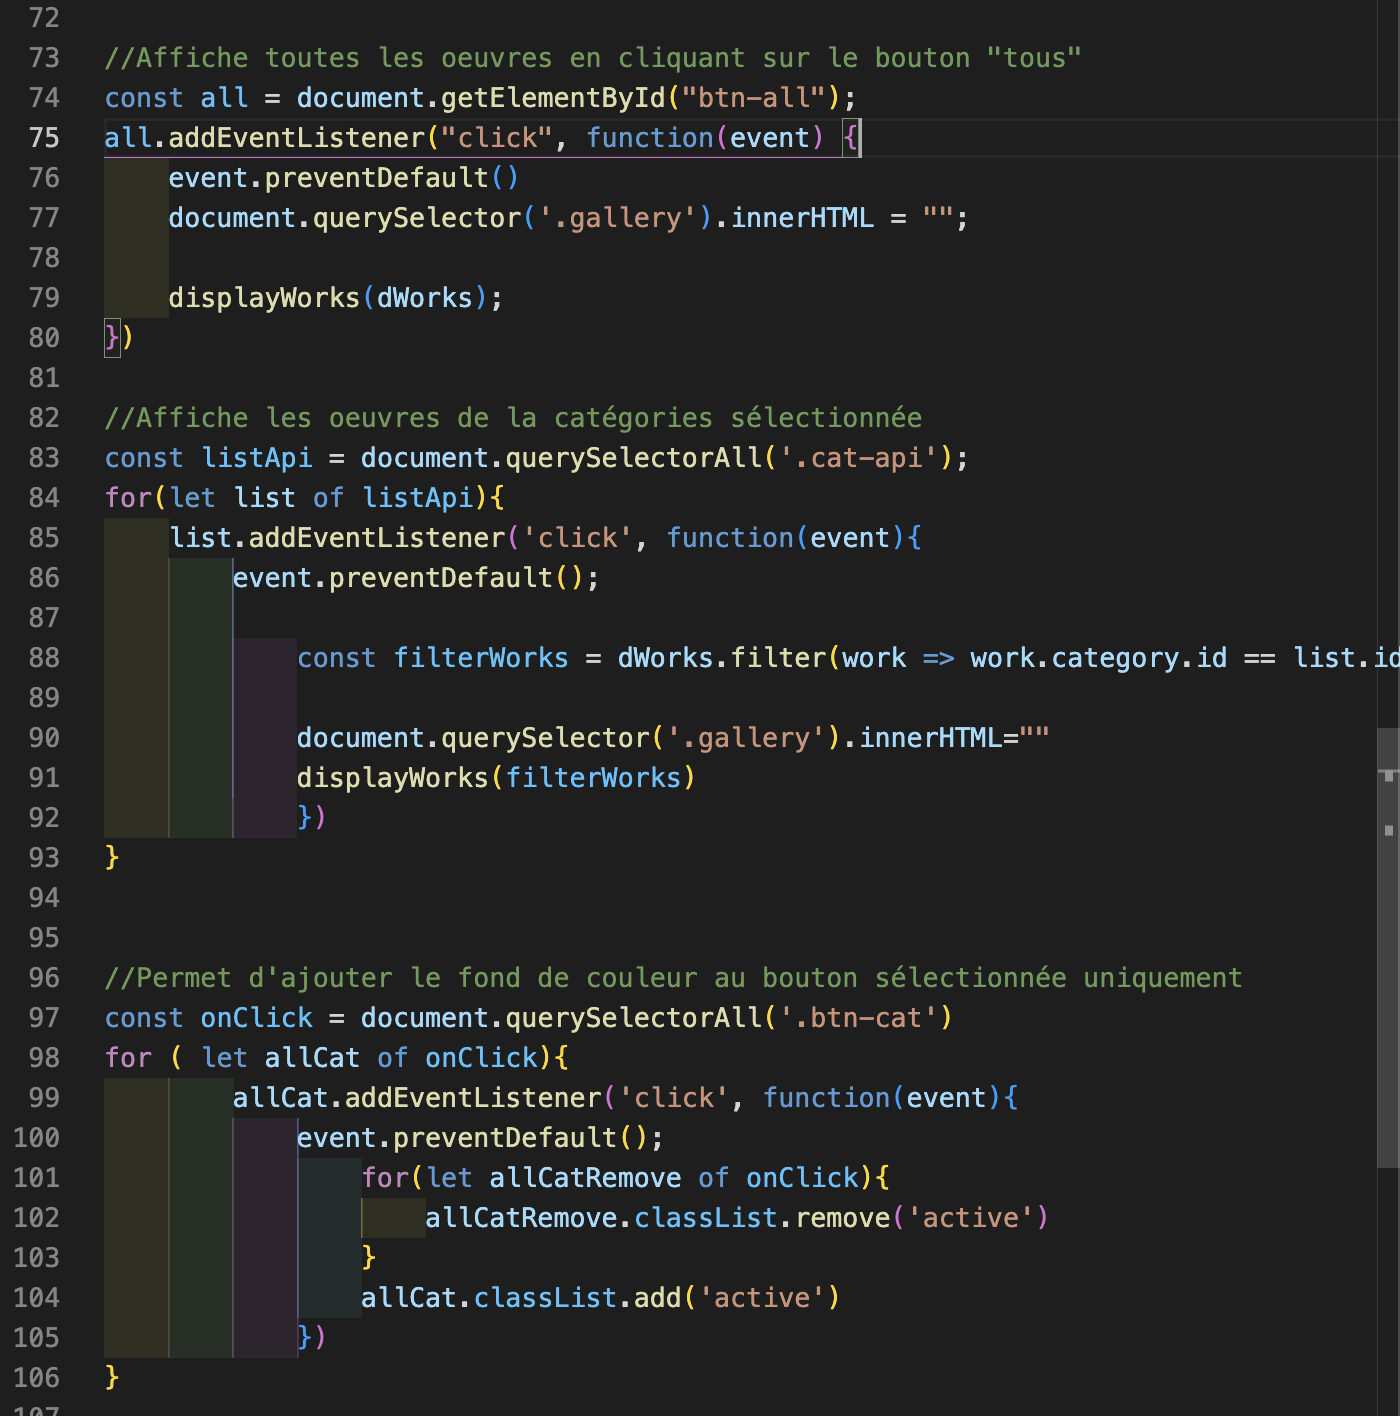 72
73 //Affiche toutes les oeuvres en cliquant sur le bouton "tous"
74 const all = document.getElementById("btn-all");
75 all.addEventListener("click", function(event) {
76     event.preventDefault()
77     document.querySelector('.gallery').innerHTML = "";
78
79     displayWorks(dWorks);
80 })
81
82 //Affiche les oeuvres de la catégories sélectionnée
83 const listApi = document.querySelectorAll('.cat-api');
84 for(let list of listApi){
85     list.addEventListener('click', function(event){
86         event.preventDefault();
87
88             const filterWorks = dWorks.filter(work => work.category.id == list.id
89
90             document.querySelector('.gallery').innerHTML=""
91             displayWorks(filterWorks)
92             })
93 }
94
95
96 //Permet d'ajouter le fond de couleur au bouton sélectionnée uniquement
97 const onClick = document.querySelectorAll('.btn-cat')
98 for ( let allCat of onClick){
99         allCat.addEventListener('click', function(event){
100             event.preventDefault();
101                 for(let allCatRemove of onClick){
102                     allCatRemove.classList.remove('active')
103                 }
104                 allCat.classList.add('active')
105             })
106 }
107